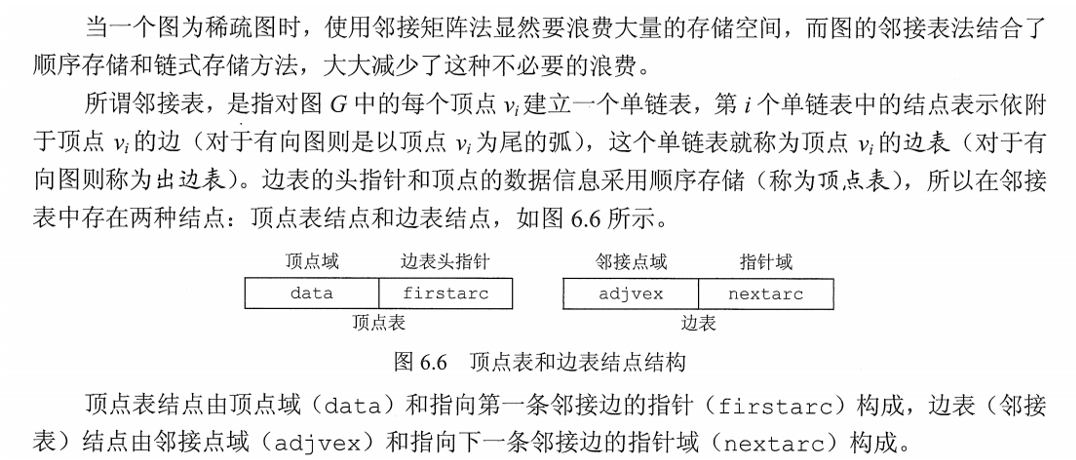 当一个图为稀疏图时，使用邻接矩阵法显然要浪费大量的存储空间，而图的邻接表法结合了
顺序存储和链式存储方法，大大减少了这种不必要的浪费。
所谓邻接表，是指对图 G 中的每个顶点 vi 建立一个单链表，第 i 个单链表中的结点表示依附
于顶点 vi 的边（对于有向图则是以顶点 vi 为尾的弧），这个单链表就称为顶点 vi 的边表（对于有
向图则称为出边表）。边表的头指针和顶点的数据信息采用顺序存储（称为顶点表），所以在邻接
表中存在两种结点：顶点表结点和边表结点，如图 6.6 所示。
顶点域 边表头指针 邻接点域 指针域
data firstarc adjvex nextarc
顶点表 边表
图 6.6 顶点表和边表结点结构
顶点表结点由顶点域（data）和指向第一条邻接边的指针（firstarc）构成，边表（邻接
表）结点由邻接点域（adjvex）和指向下一条邻接边的指针域（nextarc）构成。